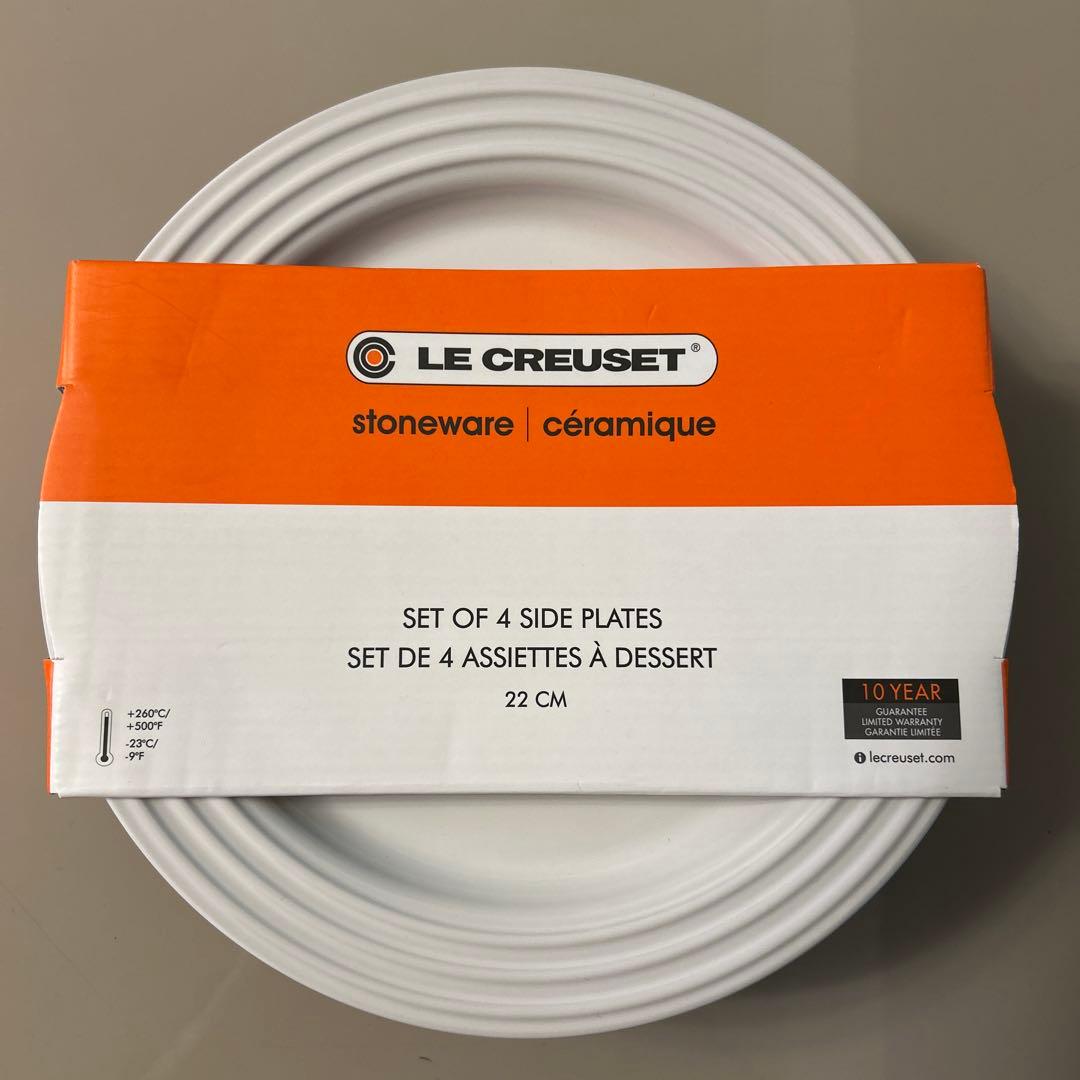 LE CREUSET®
stoneware | céramique
SET OF 4 SIDE PLATES
SET DE 4 ASSIETTES À DESSERT
22 CM
+260°C/
+500°F
-23°C/
-9°F
10 YEAR
GUARANTEE
LIMITED WARRANTY
GARANTIE LIMITÉE
lecreuset.com